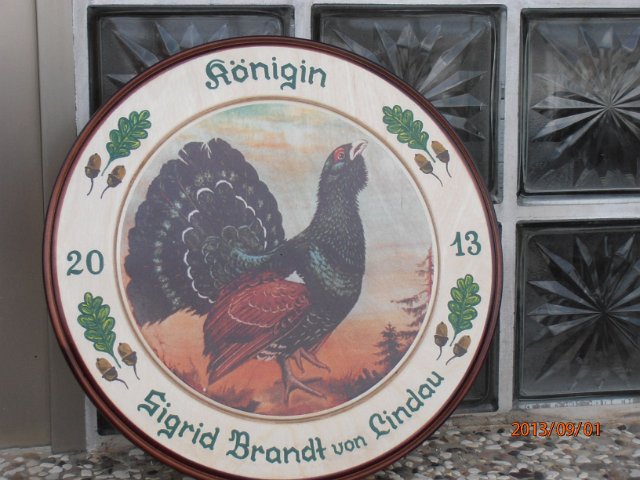 Königin
20 13
Sigrid Brandt von Lindau
2013/09/01